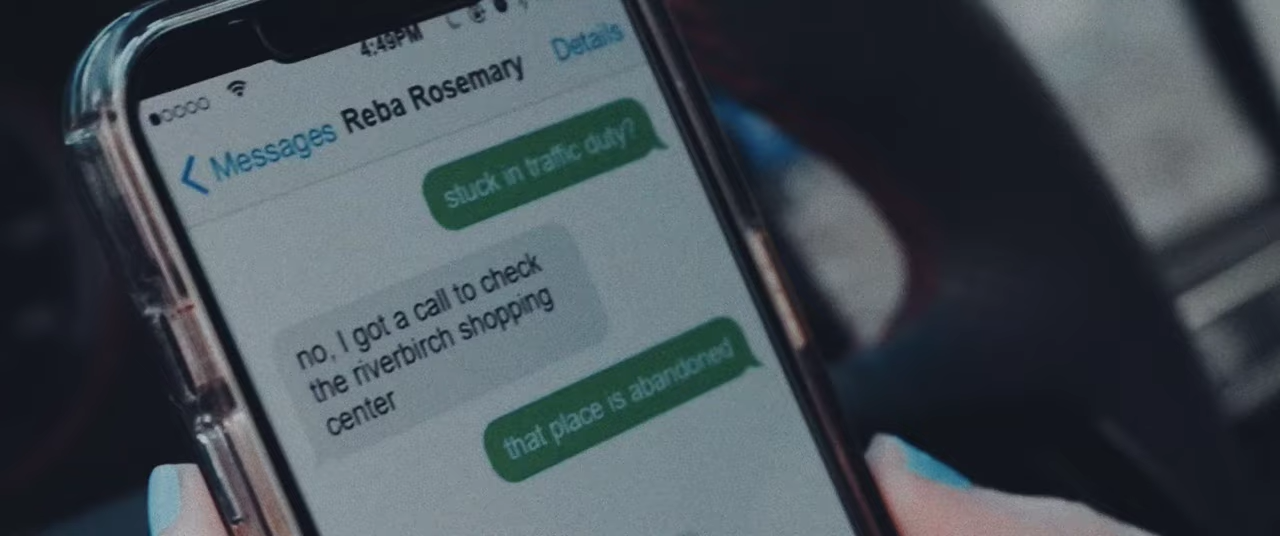 4:49PM
Messages Reba Rosemary Details
stuck in traffic duty?
no, I got a call to check
the riverbirch shopping
center
that place is abandoned